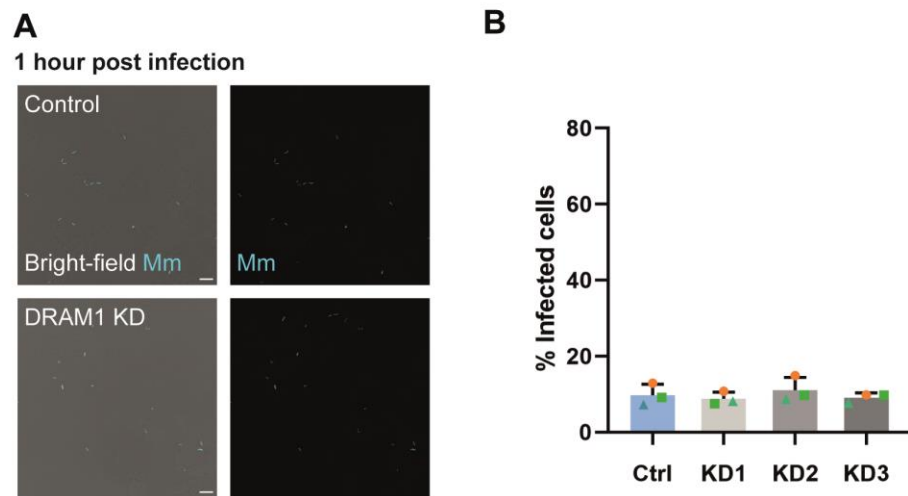 A
1 hour post infection
Control
Bright-field Mm
Mm
DRAM1 KD
B
% Infected cells
80
60
40
20
0
Ctrl KD1 KD2 KD3